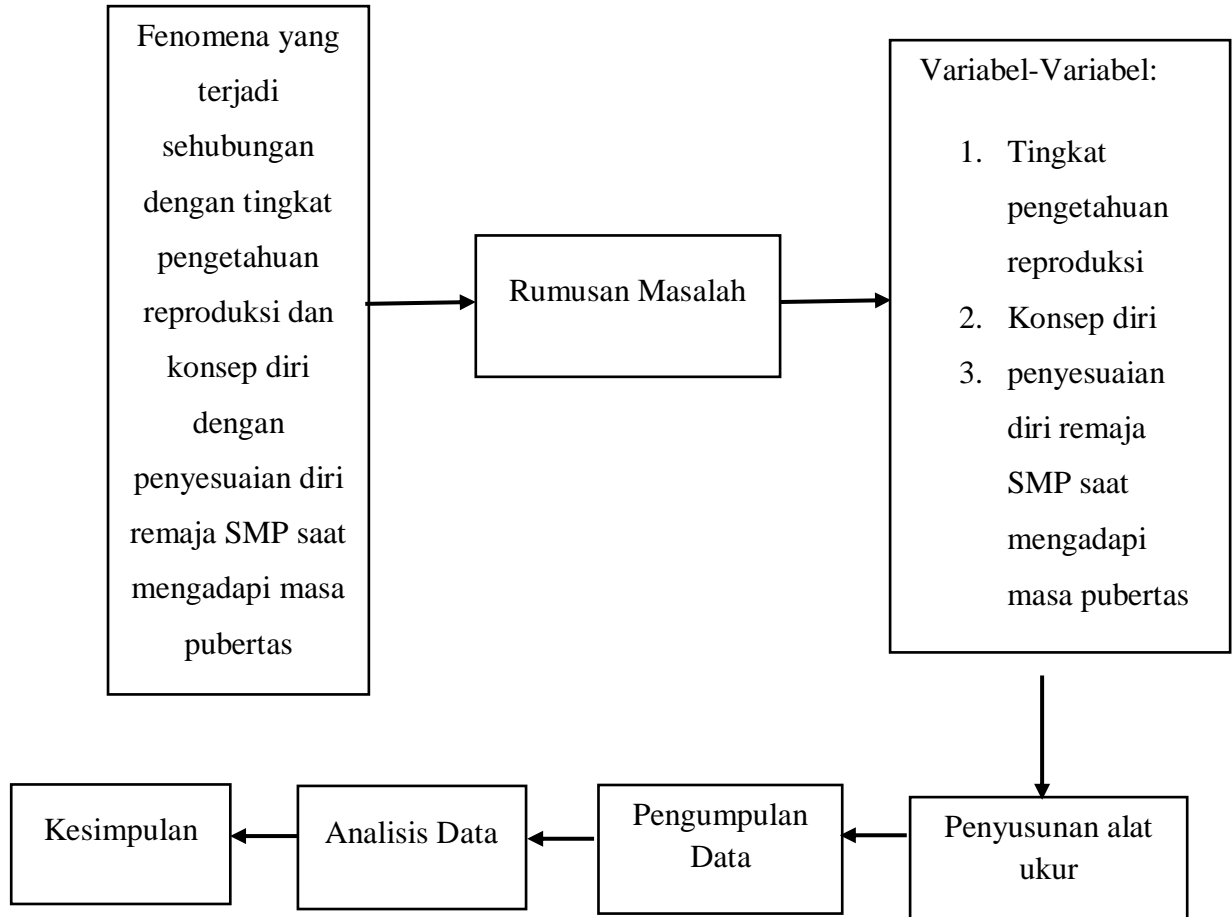 Fenomena yang
terjadi
sehubungan
dengan tingkat
pengetahuan
reproduksi dan
konsep diri
dengan
penyesuaian diri
remaja SMP saat
mengadapi masa
pubertas
Rumusan Masalah
Variabel-Variabel:
1. Tingkat
pengetahuan
reproduksi
2. Konsep diri
3. penyesuaian
diri remaja
SMP saat
mengadapi
masa pubertas
Penyusunan alat
ukur
Pengumpulan
Data
Analisis Data
Kesimpulan